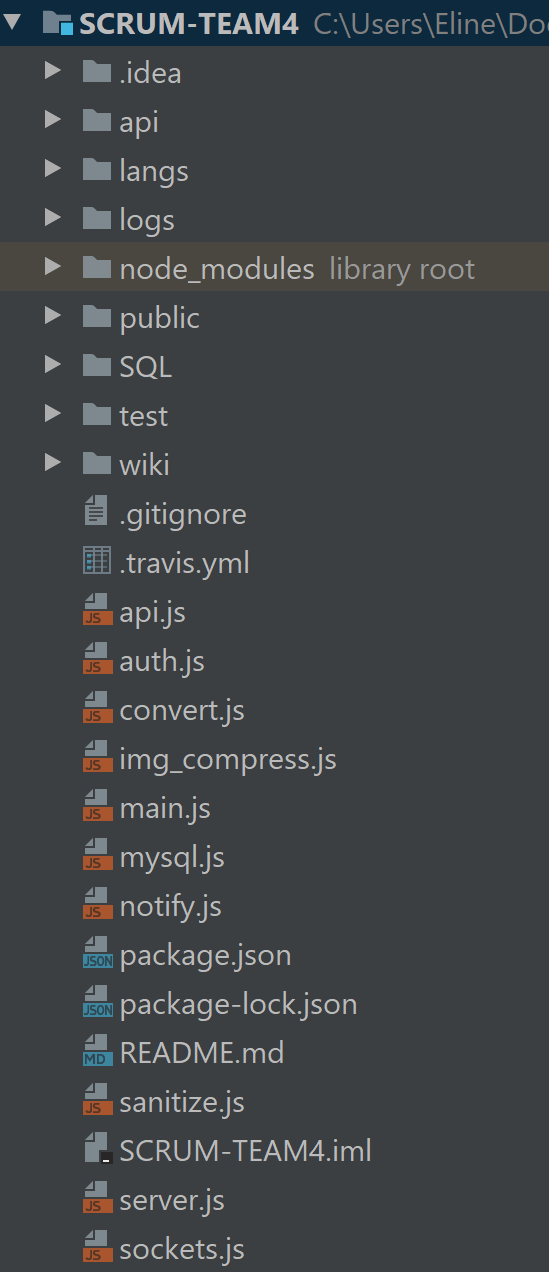 SCRUM-TEAM4 C:\Users\Eline\Doc
.idea
api
langs
logs
node_modules library root
public
SQL
test
wiki
.gitignore
.travis.yml
JS api.js
JS auth.js
JS convert.js
JS img_compress.js
JS main.js
JS mysql.js
JS notify.js
JSON package.json
JSON package-lock.json
MD README.md
JS sanitize.js
SCRUM-TEAM4.iml
JS server.js
JS sockets.js